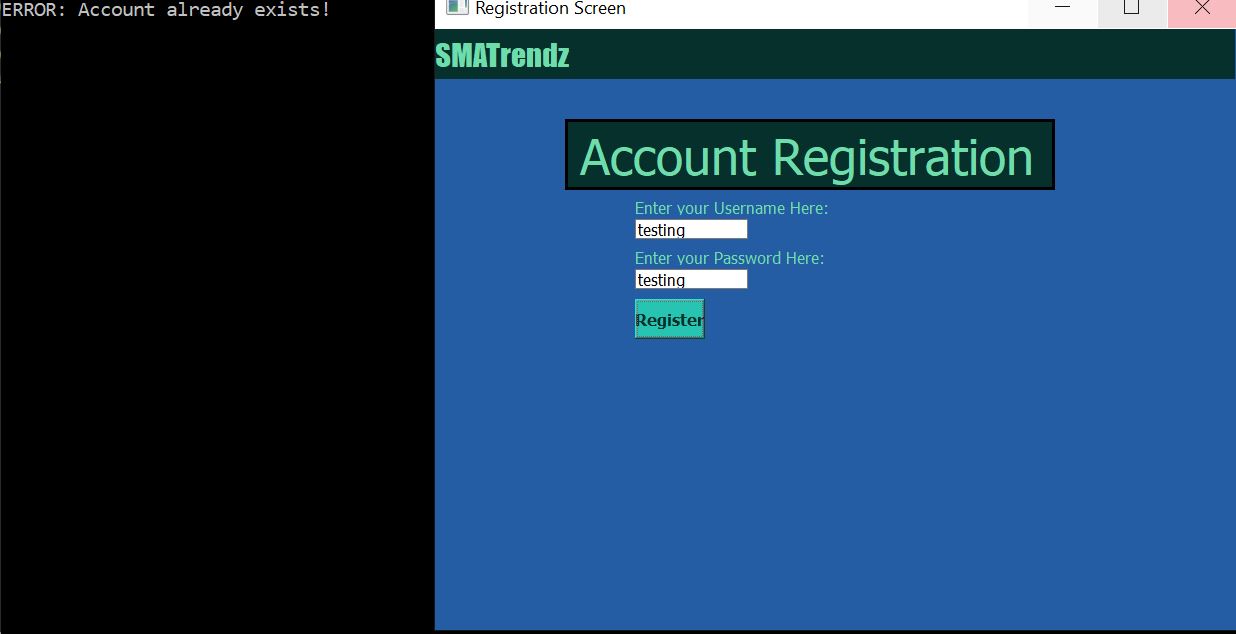 ERROR: Account already exists!
Registration Screen
SMATrendz
Account Registration
Enter your Username Here:
testing
Enter your Password Here:
testing
Register